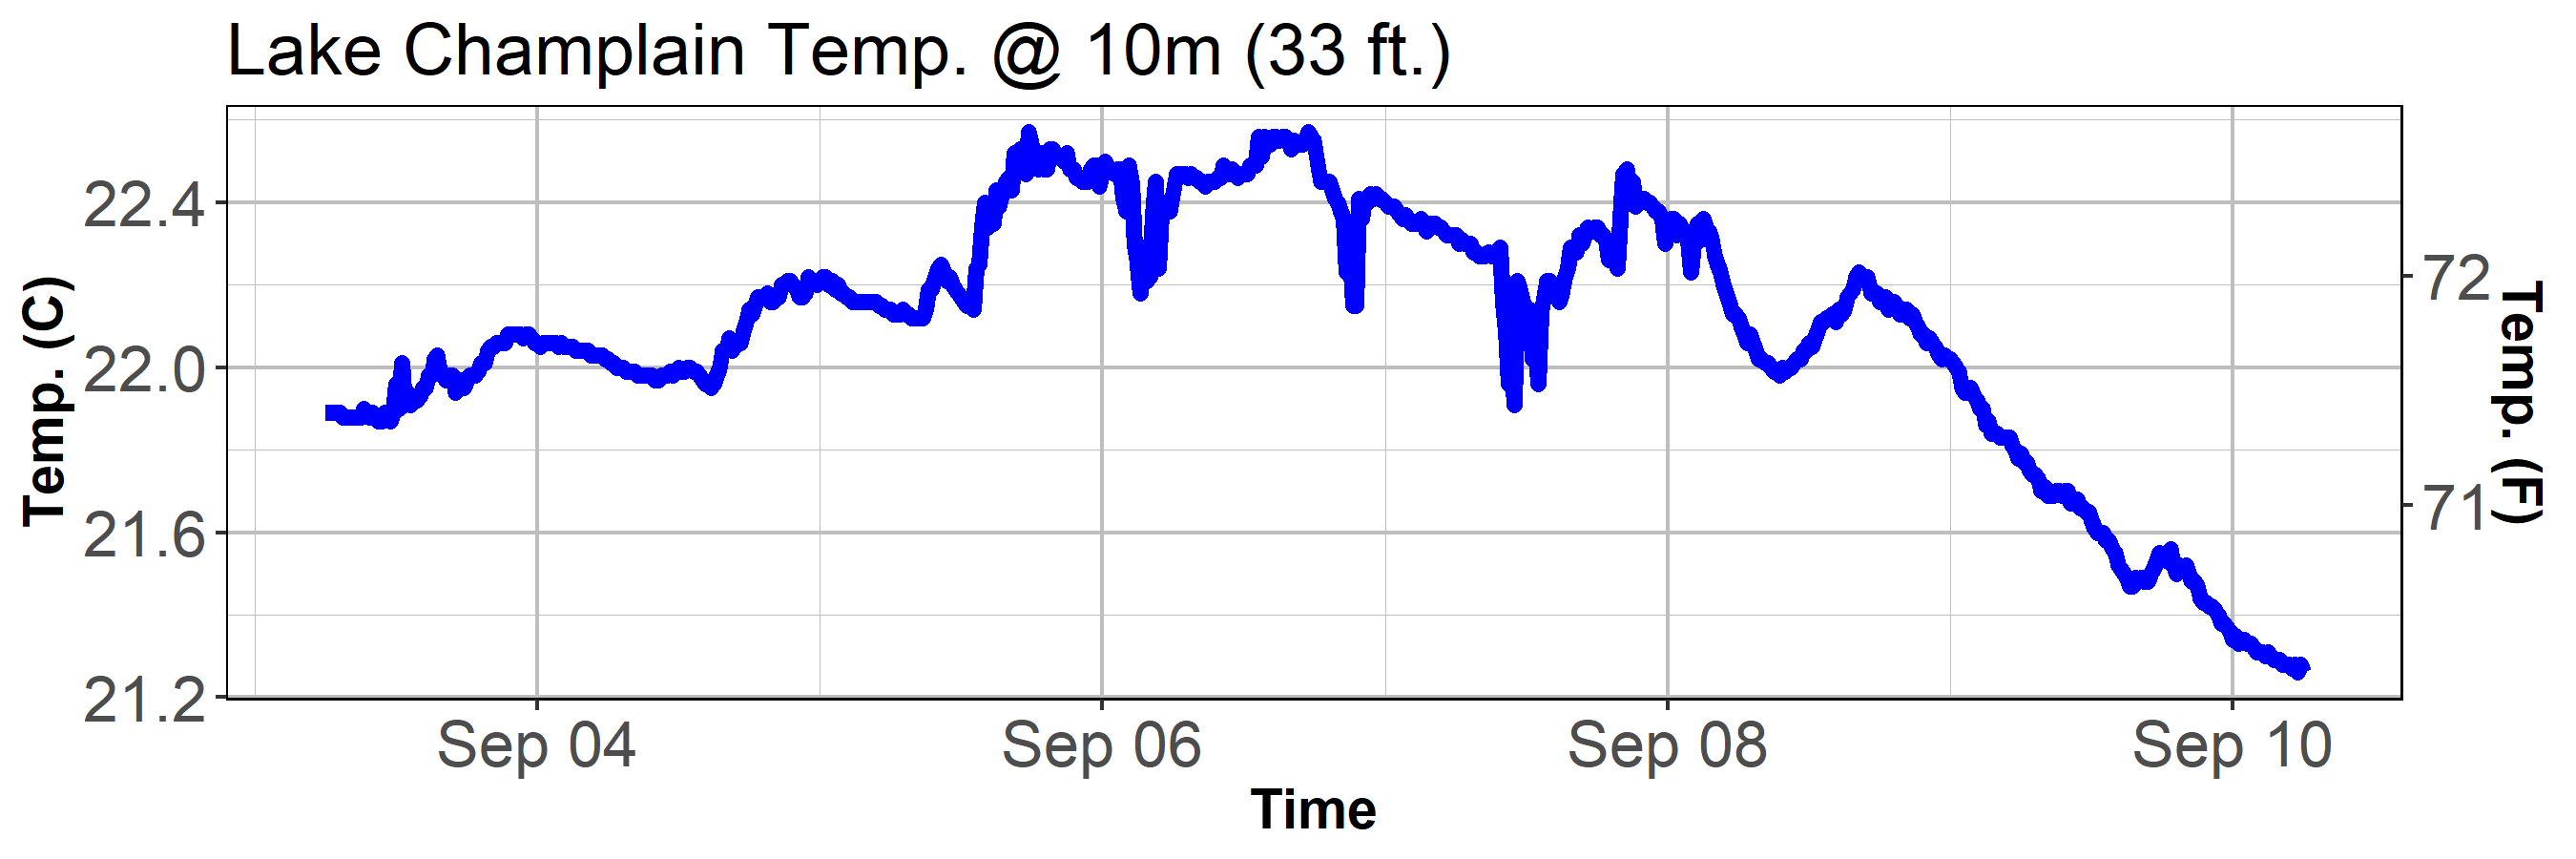 Lake Champlain Temp. @ 10m (33 ft.)
Temp. (C)
22.4
22.0
21.6
21.2
72
71
Temp. (F)
Sep 04
Sep 06
Sep 08
Sep 10
Time